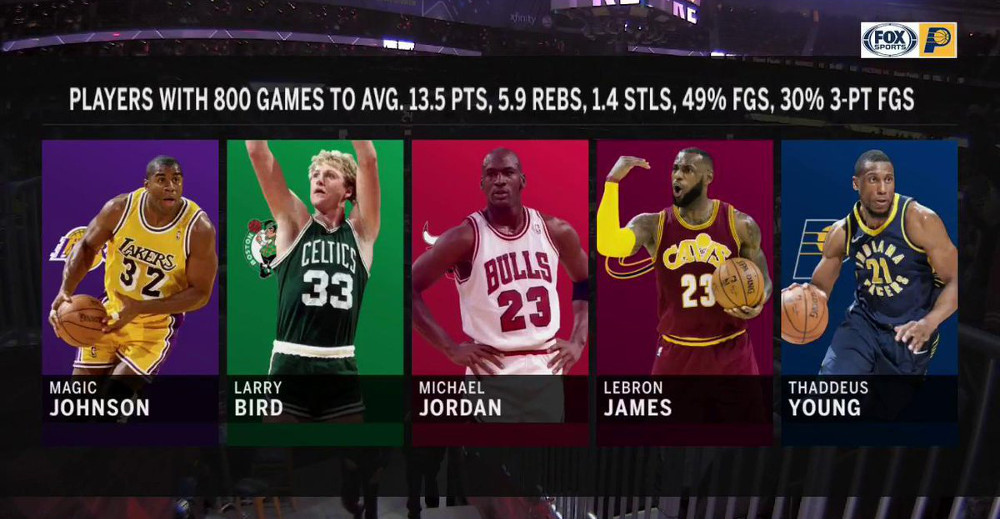 xfinity
FOX
SPORTS
PLAYERS WITH 800 GAMES TO AVG. 13.5 PTS, 5.9 REBS, 1.4 STLS, 49% FGS, 30% 3-PT FGS
LAKERS
32
BOSTON
CELTICS
33
BULLS
23
CAVS
23
INDIANA
21
PACERS
MAGIC
JOHNSON
LARRY
BIRD
MICHAEL
JORDAN
LEBRON
JAMES
THADDEUS
YOUNG